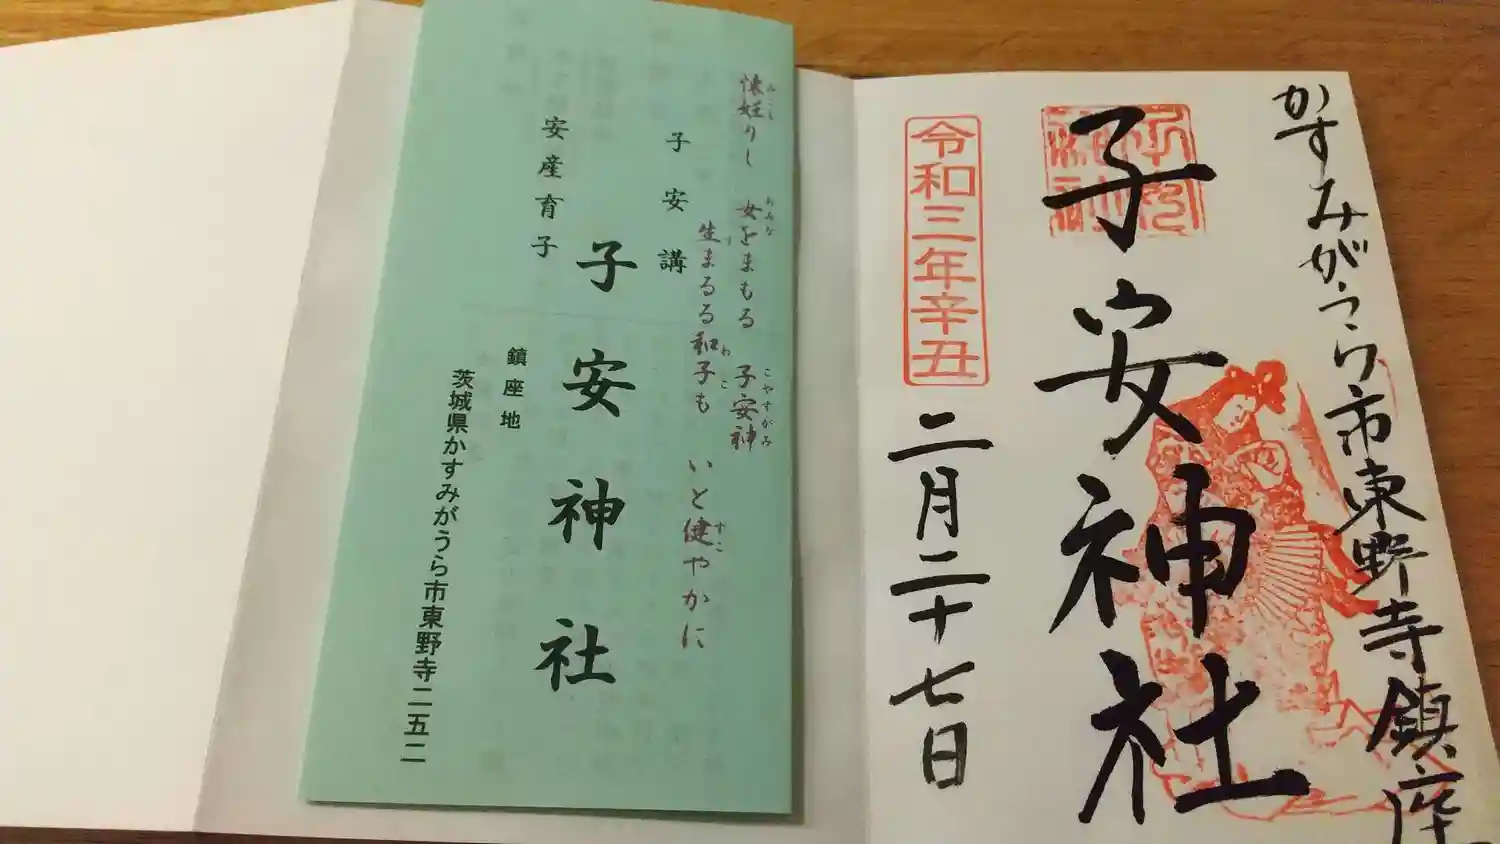 かすみがうら市東野寺鎮座
子安神社
令和三年辛丑
二月二十七日
懐妊りし 女をまもる 子安神
生まるる和子も いと健やかに
子安講
子安神社
安産育子
鎮座地
茨城県かすみがうら市東野寺二五二